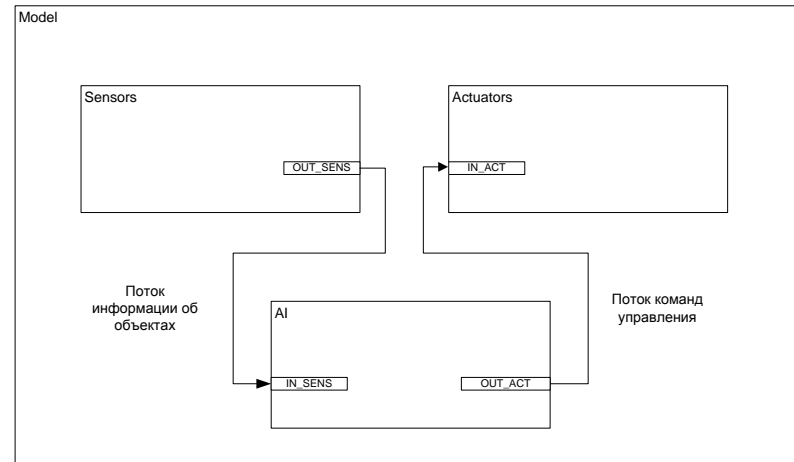 Model
Sensors
Actuators
OUT_SENS
IN_ACT
Поток
информации об
объектах
Поток команд
управления
AI
IN_SENS
OUT_ACT